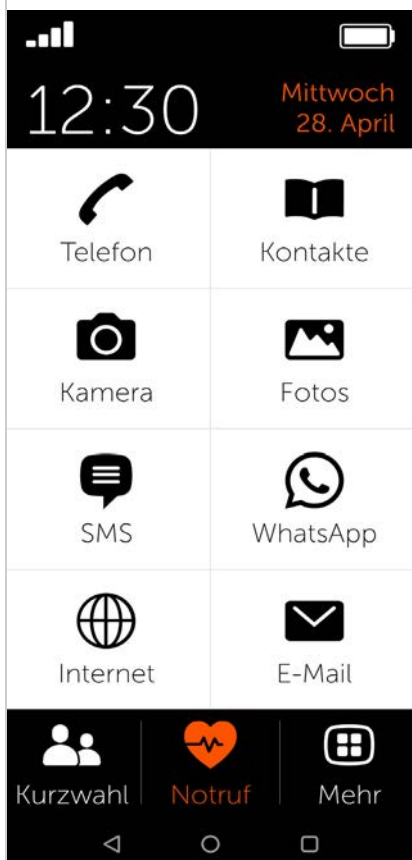 12:30
Mittwoch
28. April
Telefon
Kontakte
Kamera
Fotos
SMS
WhatsApp
Internet
E-Mail
Kurzwahl
Notruf
Mehr